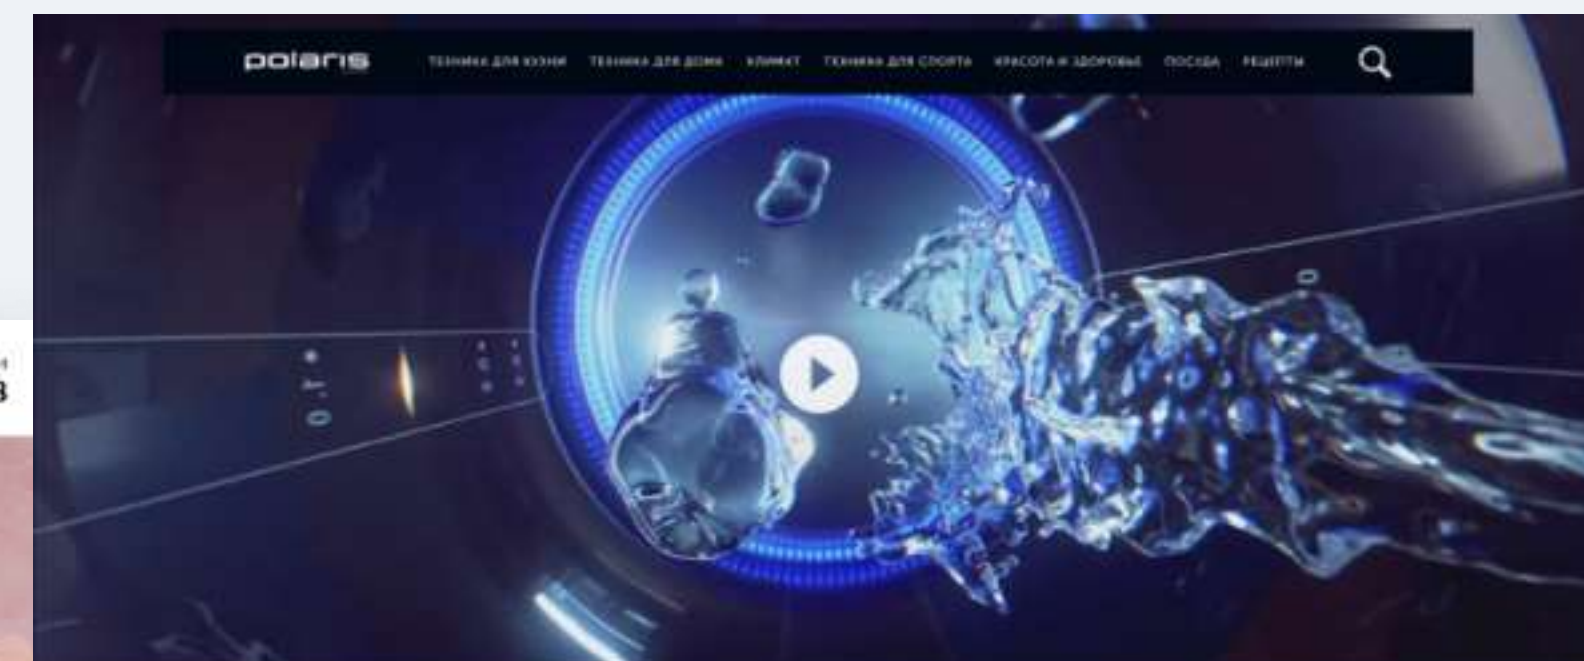 polaris ТЕХНИКА ДЛЯ КУХНИ ТЕХНИКА ДЛЯ ДОМА КЛИМАТ ТЕХНИКА ДЛЯ СПОРТА КРАСОТА И ЗДОРОВЬЕ ПОСУДА РЕЦЕПТЫ